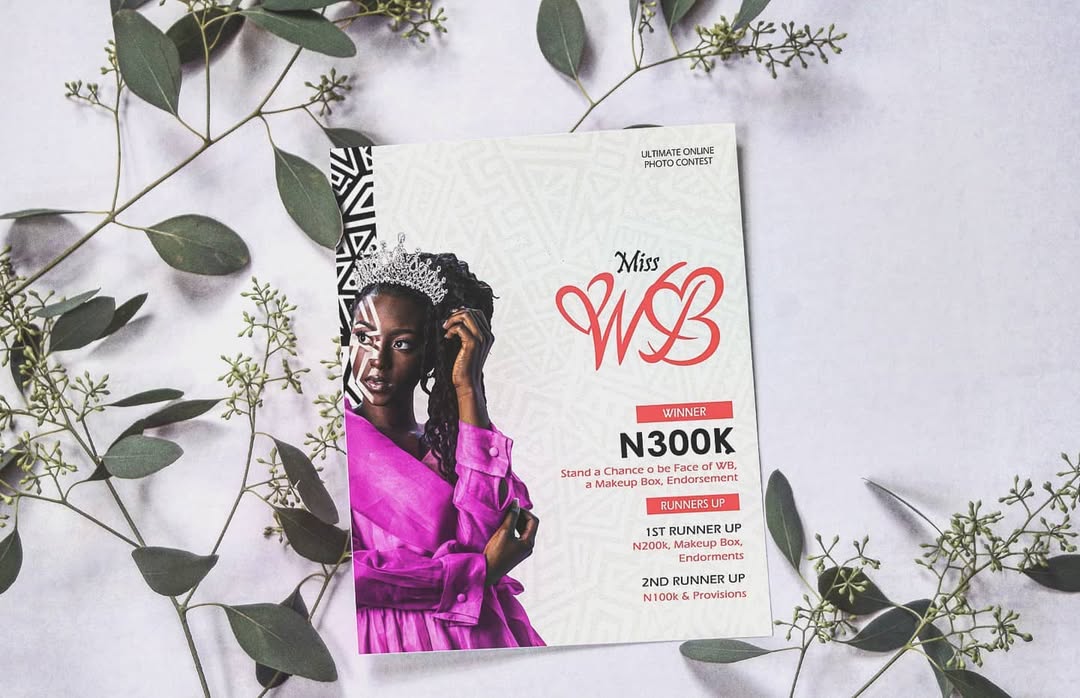 ULTIMATE ONLINE
PHOTO CONTEST
Miss
WB
WINNER
N300K
Stand a Chance o be Face of WB,
a Makeup Box, Endorsement
RUNNERS UP
1ST RUNNER UP
N200k, Makeup Box,
Endorments
2ND RUNNER UP
N100k & Provisions